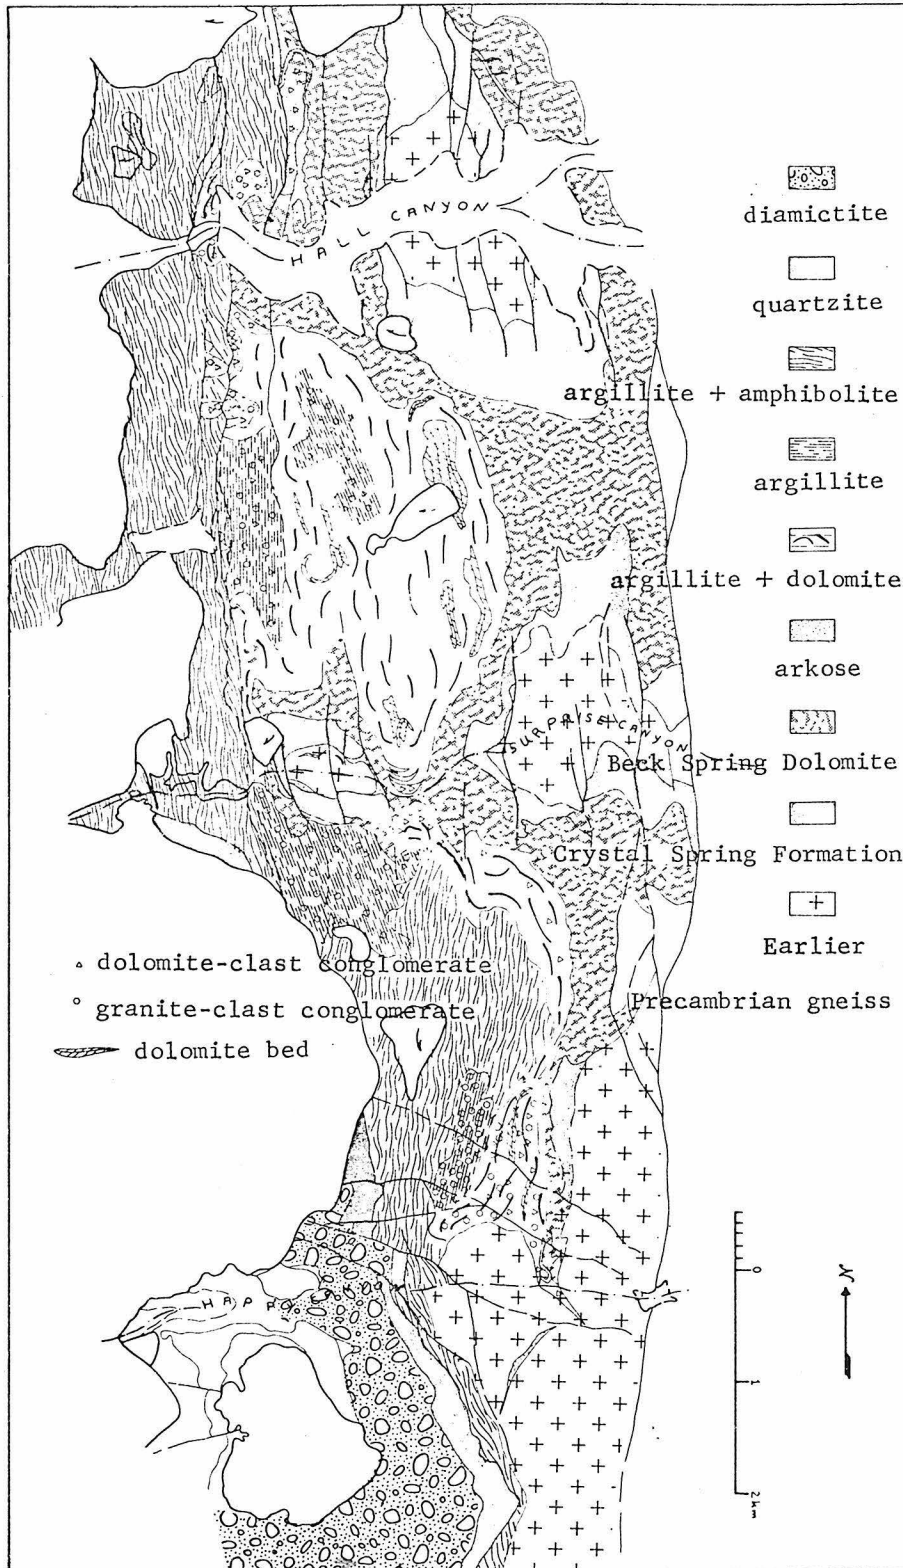 HALL CANYON
diamictite
quartzite
argillite + amphibolite
argillite
argillite + dolomite
arkose
SURPRISE CANYON
Beck Spring Dolomite
Crystal Spring Formation
Earlier
Precambrian gneiss
dolomite-clast conglomerate
granite-clast conglomerate
dolomite bed
N
0
1
2 km
HAPPY